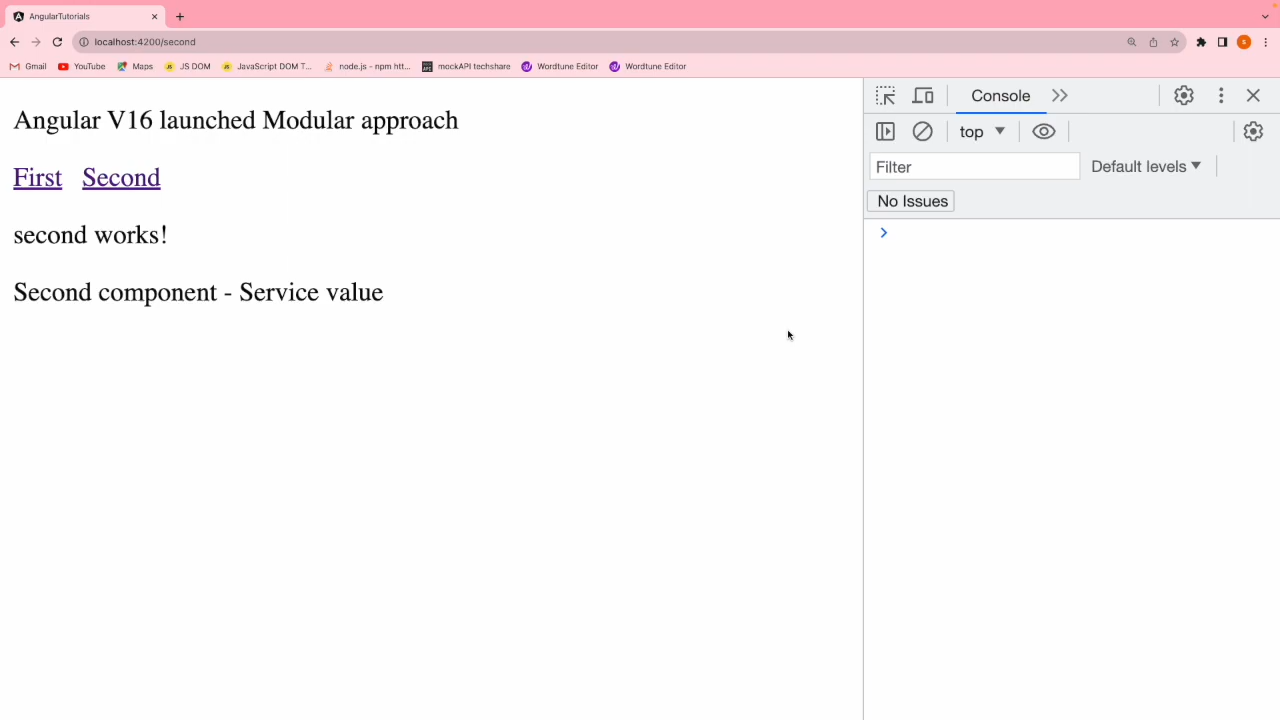 AngularTutorials
localhost:4200/second
Gmail YouTube Maps JS DOM JavaScript DOM T... node.js - npm htt... mockAPI techshare Wordtune Editor Wordtune Editor
Angular V16 launched Modular approach
First Second
second works!
Second component - Service value
Console
top
Filter Default levels
No Issues